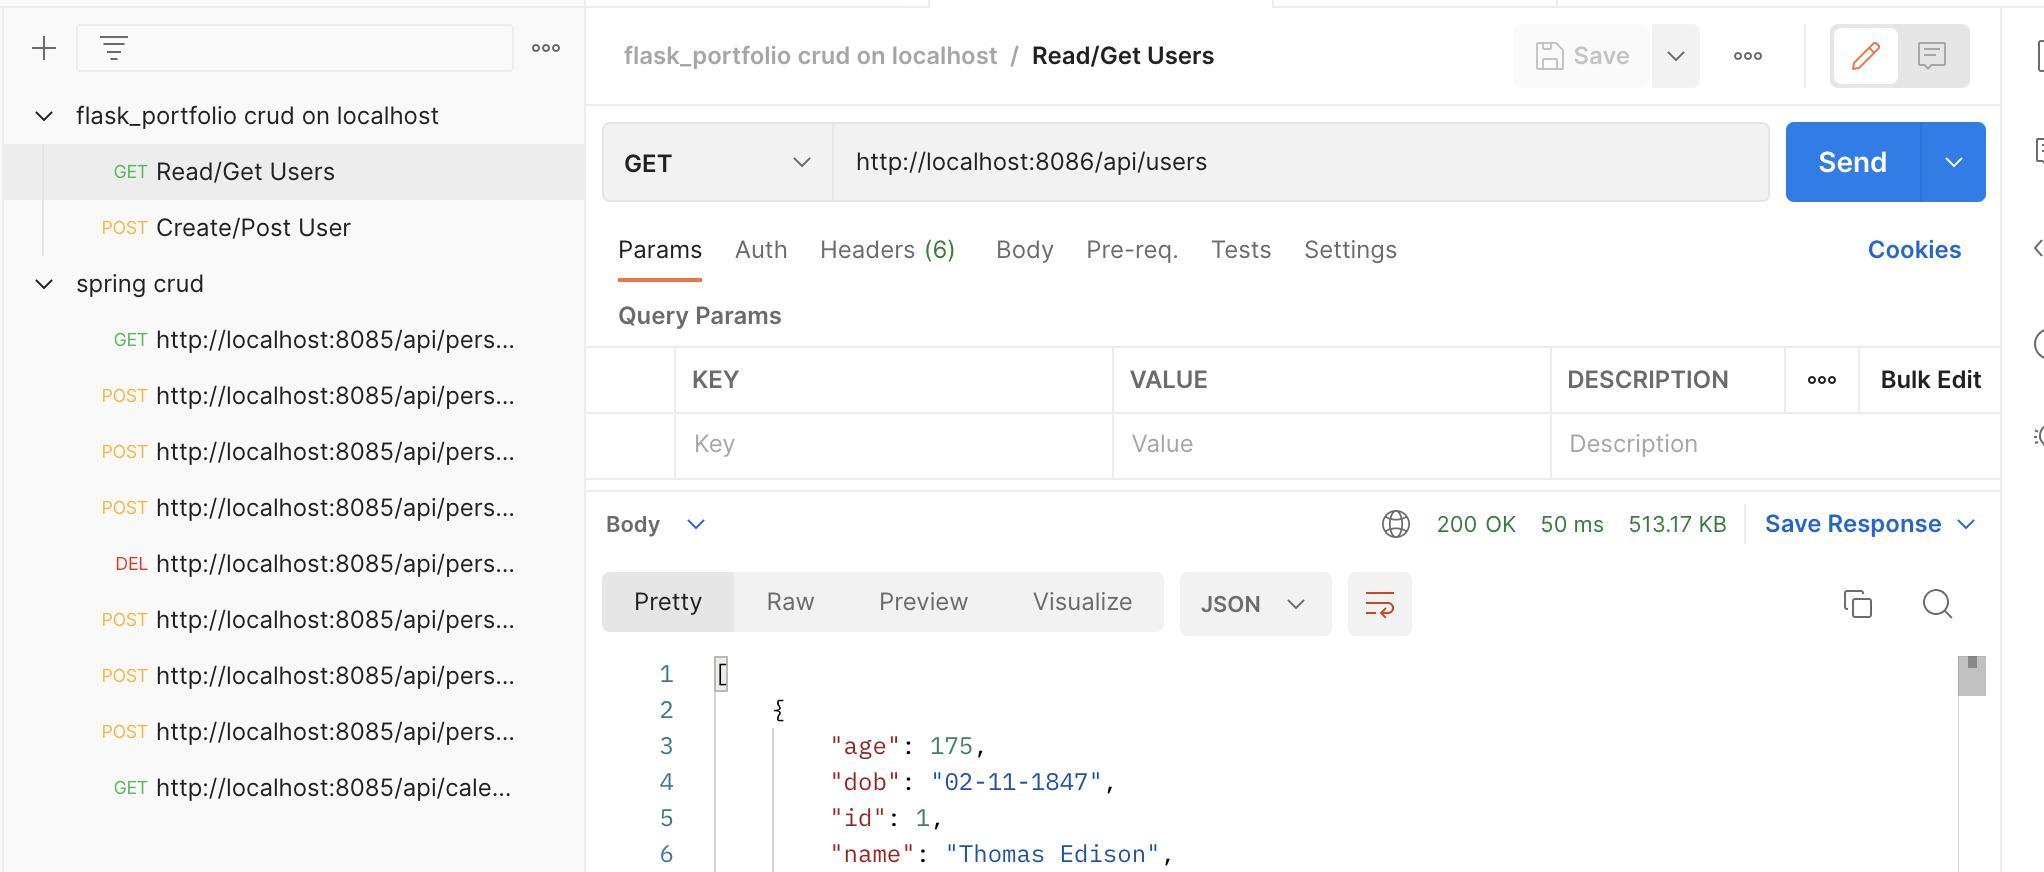 flask_portfolio crud on localhost
GET Read/Get Users
POST Create/Post User
spring crud
GET http://localhost:8085/api/pers...
POST http://localhost:8085/api/pers...
POST http://localhost:8085/api/pers...
POST http://localhost:8085/api/pers...
DEL http://localhost:8085/api/pers...
POST http://localhost:8085/api/pers...
POST http://localhost:8085/api/pers...
POST http://localhost:8085/api/pers...
GET http://localhost:8085/api/cale...
flask_portfolio crud on localhost / Read/Get Users
Save
GET http://localhost:8086/api/users
Send
Params Auth Headers (6) Body Pre-req. Tests Settings Cookies
Query Params
KEY VALUE DESCRIPTION Bulk Edit
Key Value Description
Body 200 OK 50 ms 513.17 KB Save Response
Pretty Raw Preview Visualize JSON
1 [
2 {
3 "age": 175,
4 "dob": "02-11-1847",
5 "id": 1,
6 "name": "Thomas Edison",